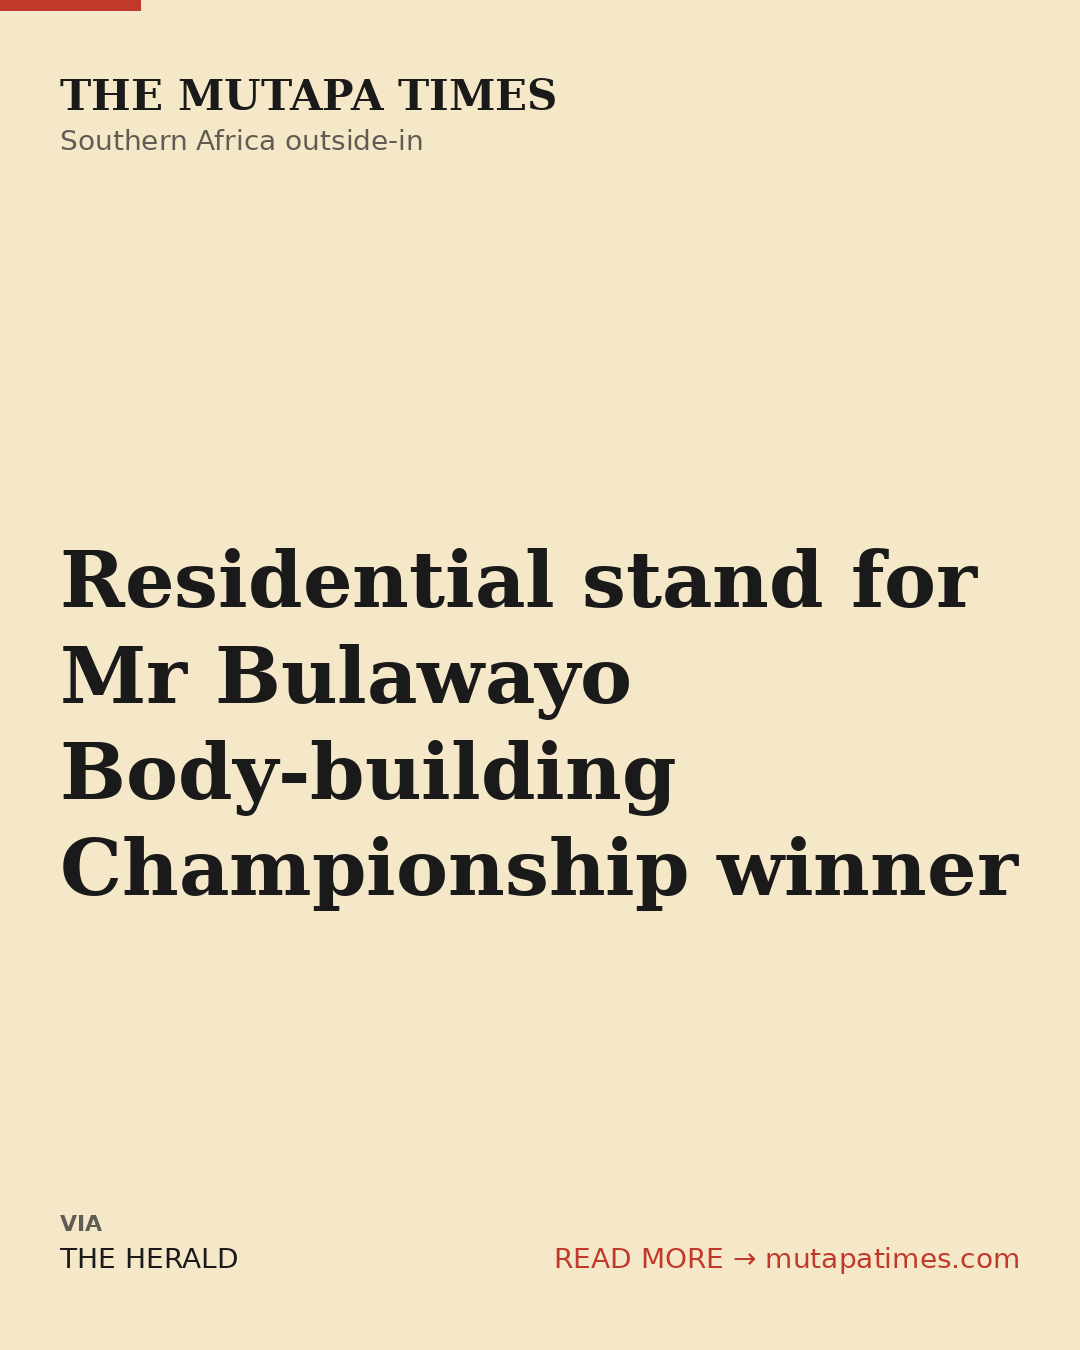 THE MUTAPA TIMES
Southern Africa outside-in
Residential stand for
Mr Bulawayo
Body-building
Championship winner
VIA
THE HERALD
READ MORE → mutapatimes.com